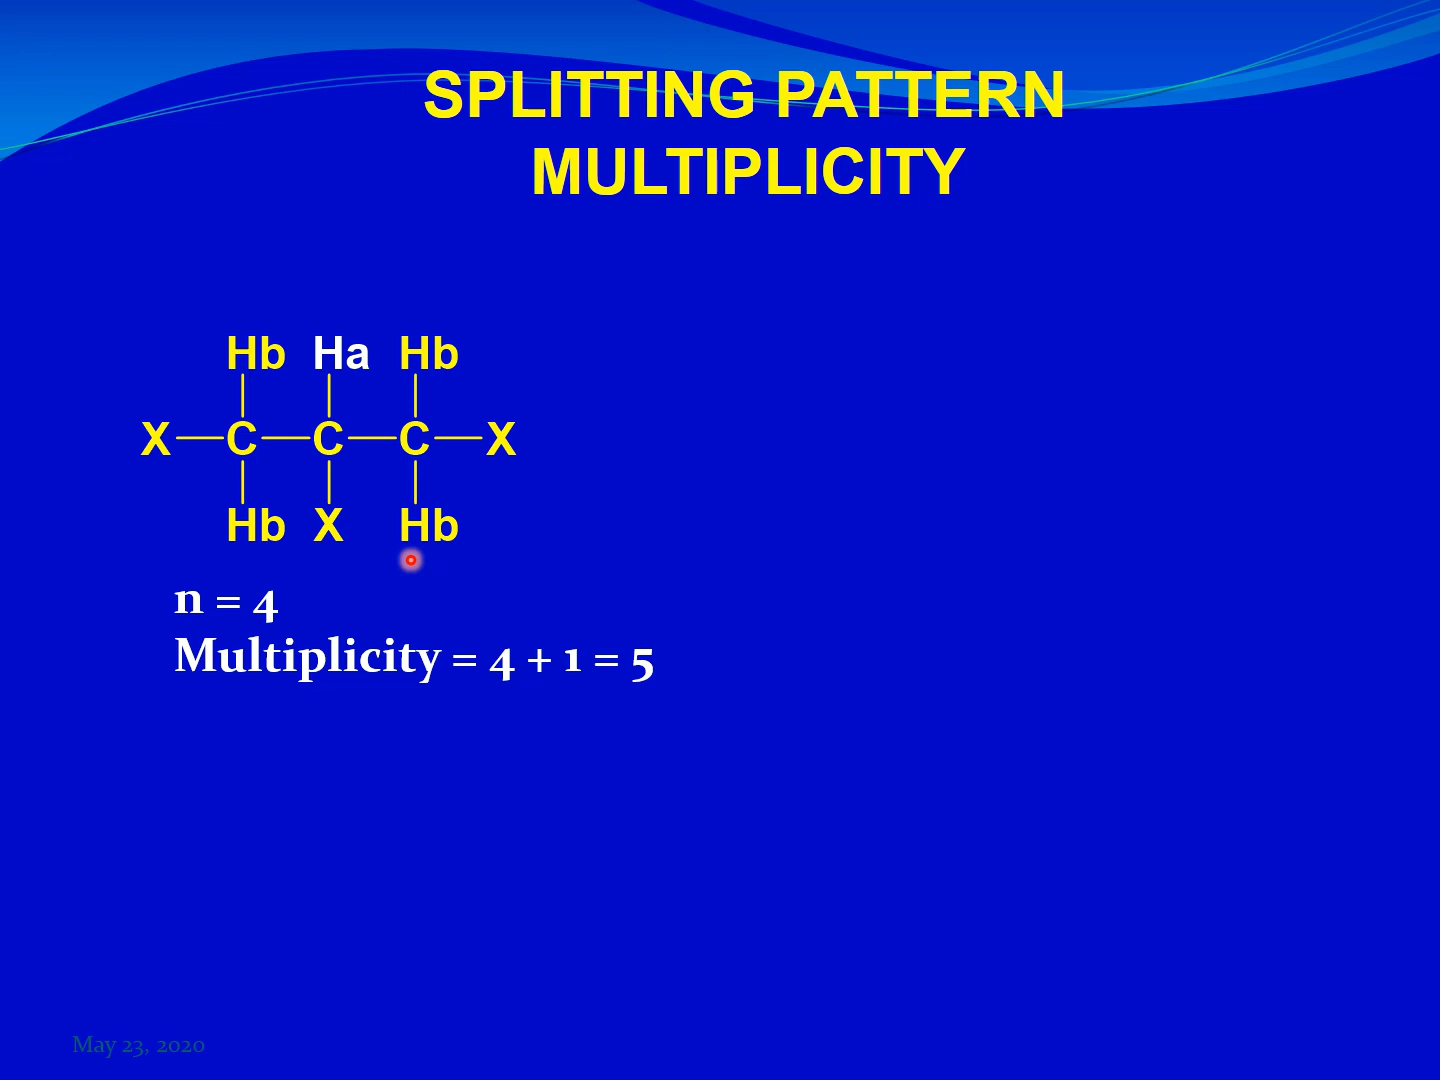 SPLITTING PATTERN
MULTIPLICITY
Hb Ha Hb
X C C C X
Hb X Hb
n = 4
Multiplicity = 4 + 1 = 5
May 23, 2020